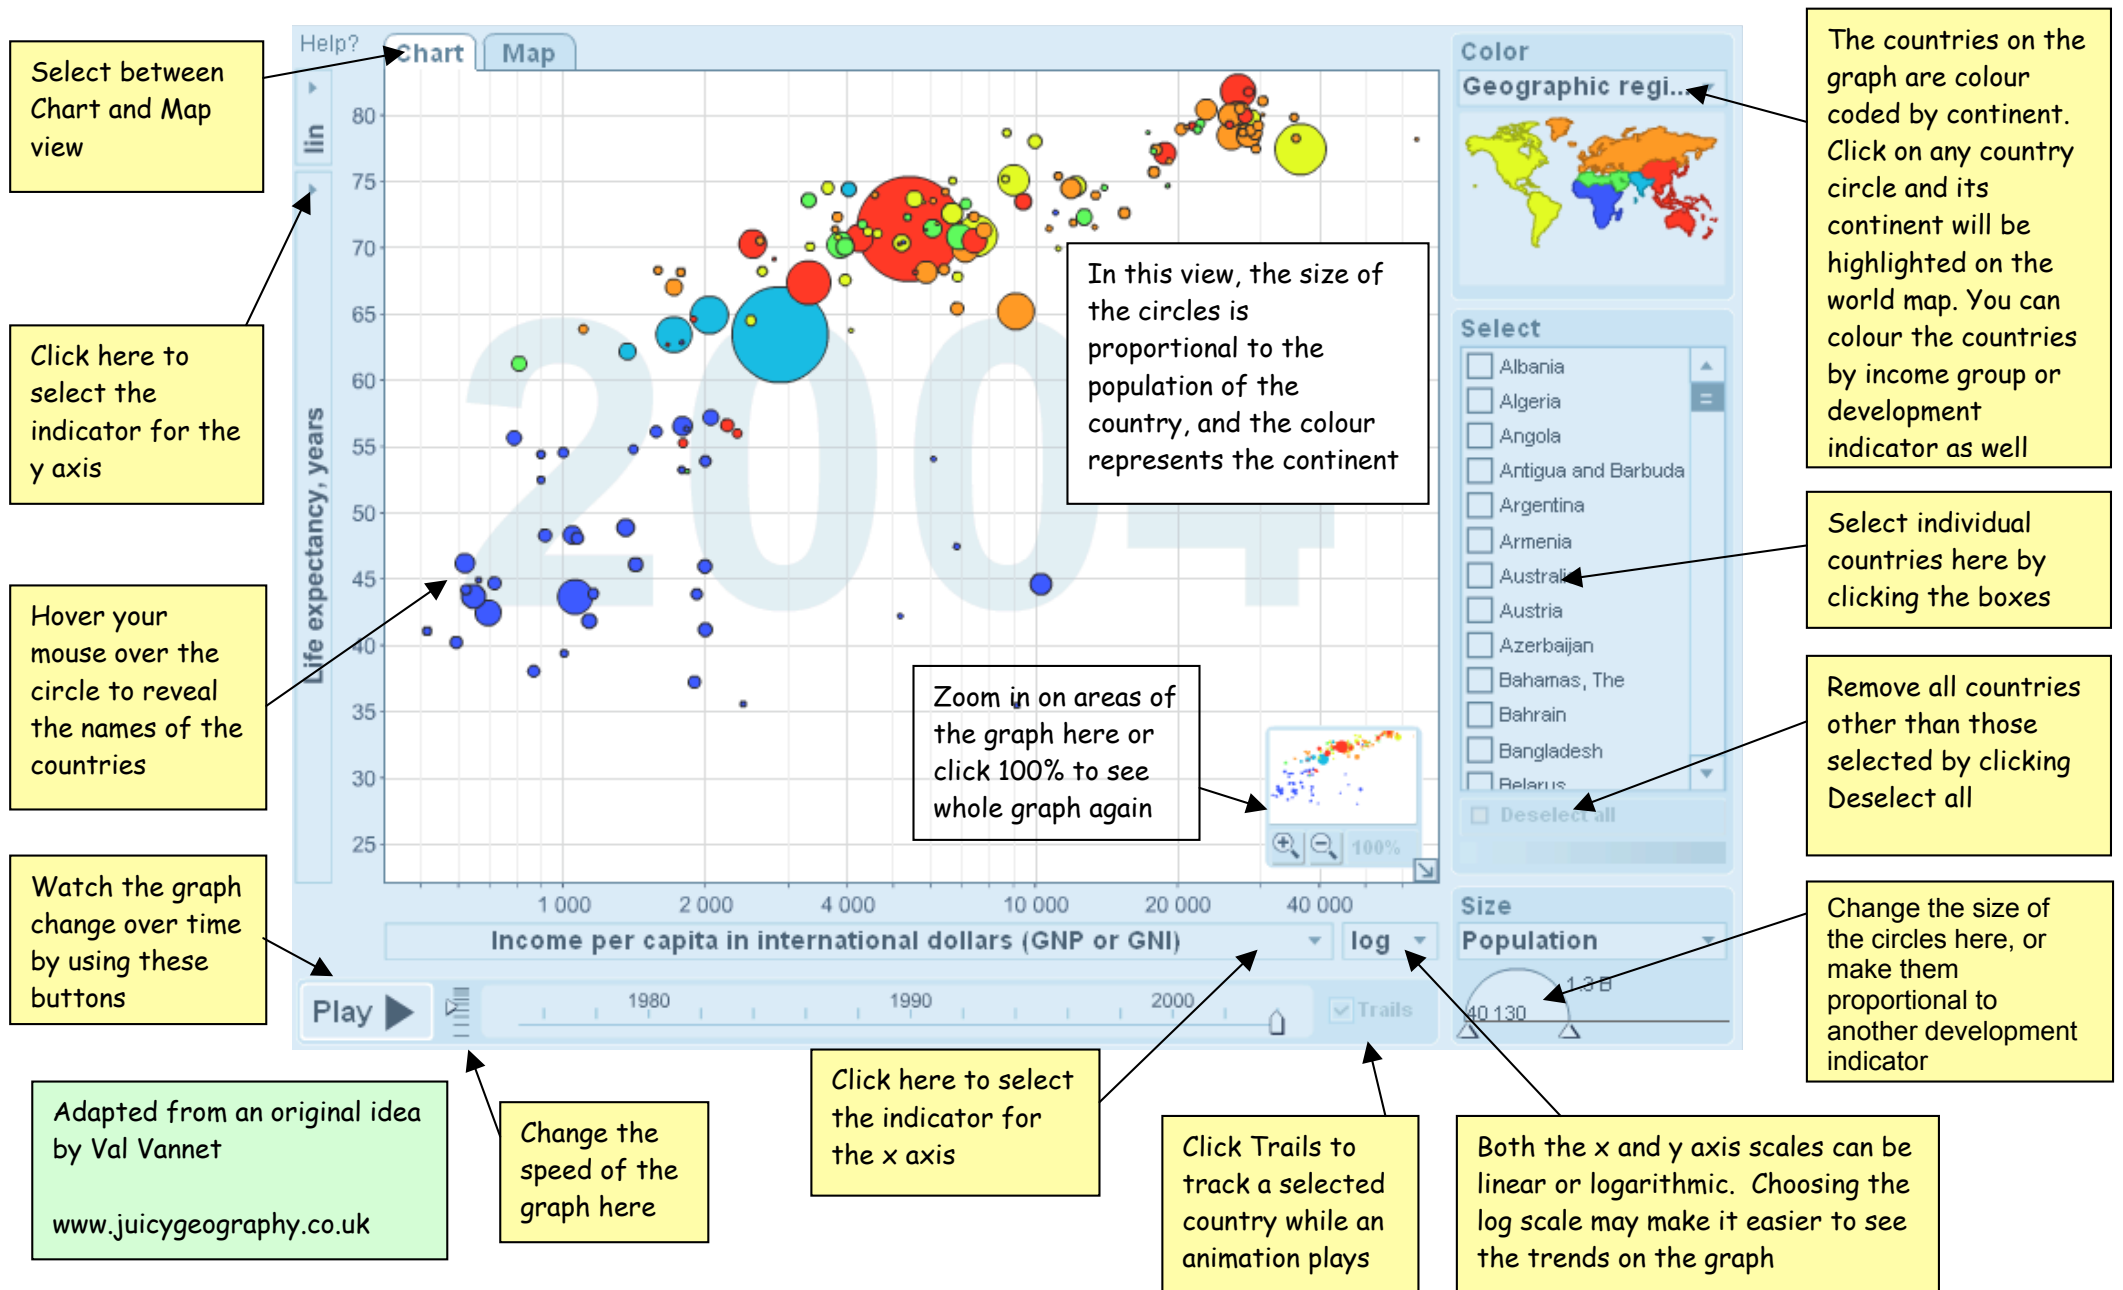 Select between
Chart and Map
view
Click here to
select the
indicator for the
y axis
Hover your
mouse over the
circle to reveal
the names of the
countries
Watch the graph
change over time
by using these
buttons
Adapted from an original idea
by Val Vannet
www.juicygeography.co.uk
Help?
Chart
Map
lin
Life expectancy, years
80
75
70
65
60
55
50
45
40
35
30
25
2004
In this view, the size of
the circles is
proportional to the
population of the
country, and the colour
represents the continent
Zoom in on areas of
the graph here or
click 100% to see
whole graph again
100%
1 000
2 000
4 000
10 000
20 000
40 000
Income per capita in international dollars (GNP or GNI)
log
Play
1980
1990
2000
Trails
Change the
speed of the
graph here
Click here to select
the indicator for
the x axis
Click Trails to
track a selected
country while an
animation plays
Both the x and y axis scales can be
linear or logarithmic. Choosing the
log scale may make it easier to see
the trends on the graph
Color
Geographic regi...
Select
Albania
Algeria
Angola
Antigua and Barbuda
Argentina
Armenia
Australia
Austria
Azerbaijan
Bahamas, The
Bahrain
Bangladesh
Belarus
Deselect all
Size
Population
1.3 B
40 130
The countries on the
graph are colour
coded by continent.
Click on any country
circle and its
continent will be
highlighted on the
world map. You can
colour the countries
by income group or
development
indicator as well
Select individual
countries here by
clicking the boxes
Remove all countries
other than those
selected by clicking
Deselect all
Change the size of
the circles here, or
make them
proportional to
another development
indicator